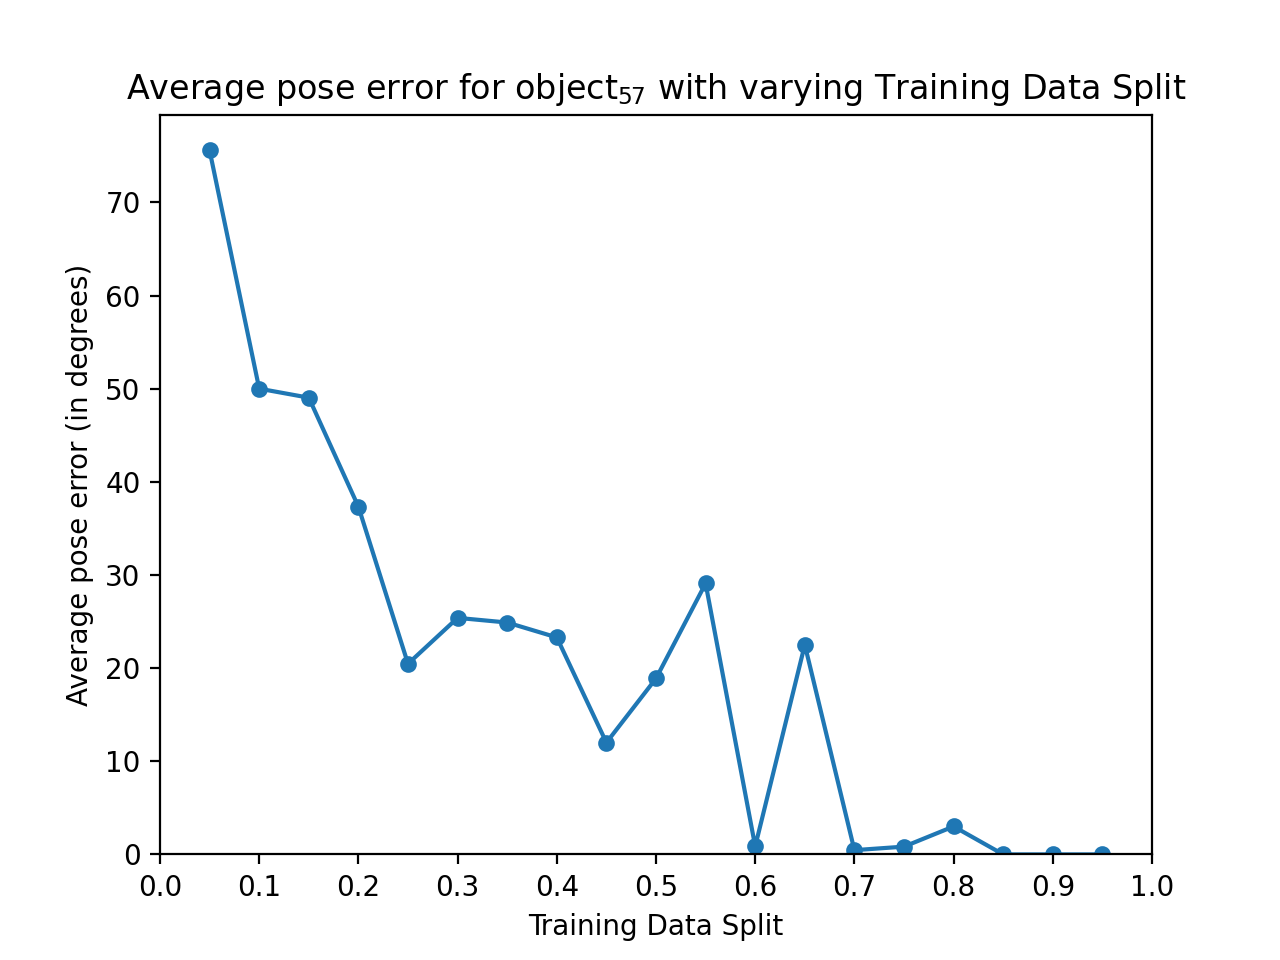 Average pose error for object₅₇ with varying Training Data Split
Average pose error (in degrees)
70
60
50
40
30
20
10
0
0.0 0.1 0.2 0.3 0.4 0.5 0.6 0.7 0.8 0.9 1.0
Training Data Split